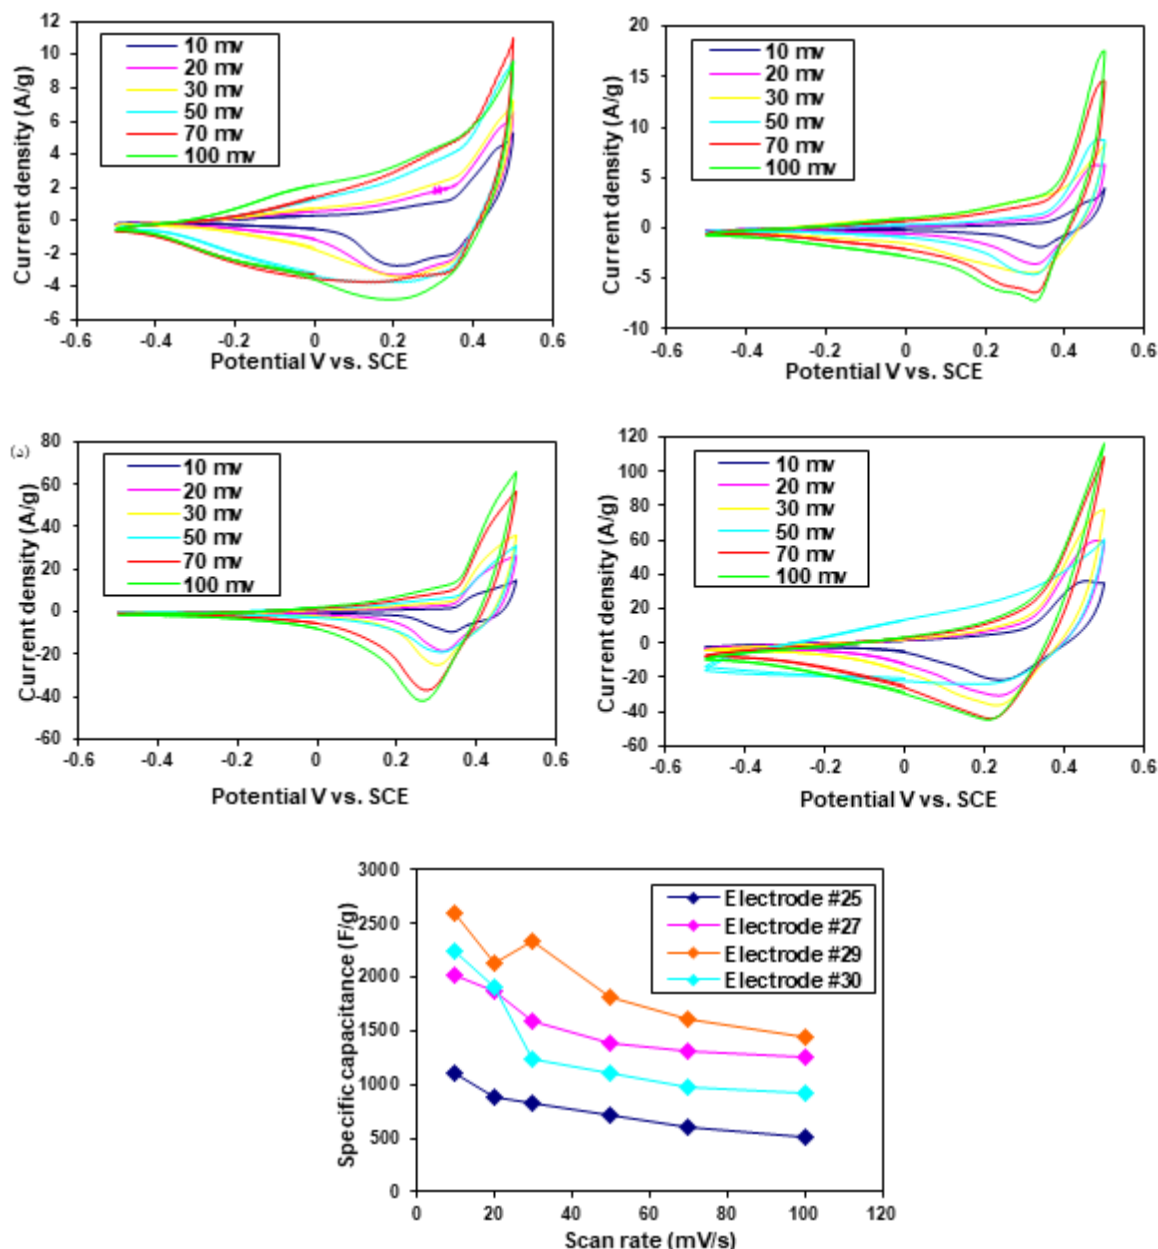 12
10
8
6
4
2
0
-2
-4
-6
-0.6
-0.4
-0.2
0
0.2
0.4
0.6
Current density (A/g)
Potential V vs. SCE
10 mv
20 mv
30 mv
50 mv
70 mv
100 mv
20
15
10
5
0
-5
-10
-0.6
-0.4
-0.2
0
0.2
0.4
0.6
Current density (A/g)
Potential V vs. SCE
10 mv
20 mv
30 mv
50 mv
70 mv
100 mv
80
60
40
20
0
-20
-40
-60
-0.6
-0.4
-0.2
0
0.2
0.4
0.6
Current density (A/g)
Potential V vs. SCE
10 mv
20 mv
30 mv
50 mv
70 mv
100 mv
120
100
80
60
40
20
0
-20
-40
-60
-0.6
-0.4
-0.2
0
0.2
0.4
0.6
Current density (A/g)
Potential V vs. SCE
10 mv
20 mv
30 mv
50 mv
70 mv
100 mv
3000
2500
2000
1500
1000
500
0
0
20
40
60
80
100
120
Specific capacitance (F/g)
Scan rate (mV/s)
Electrode #25
Electrode #27
Electrode #29
Electrode #30